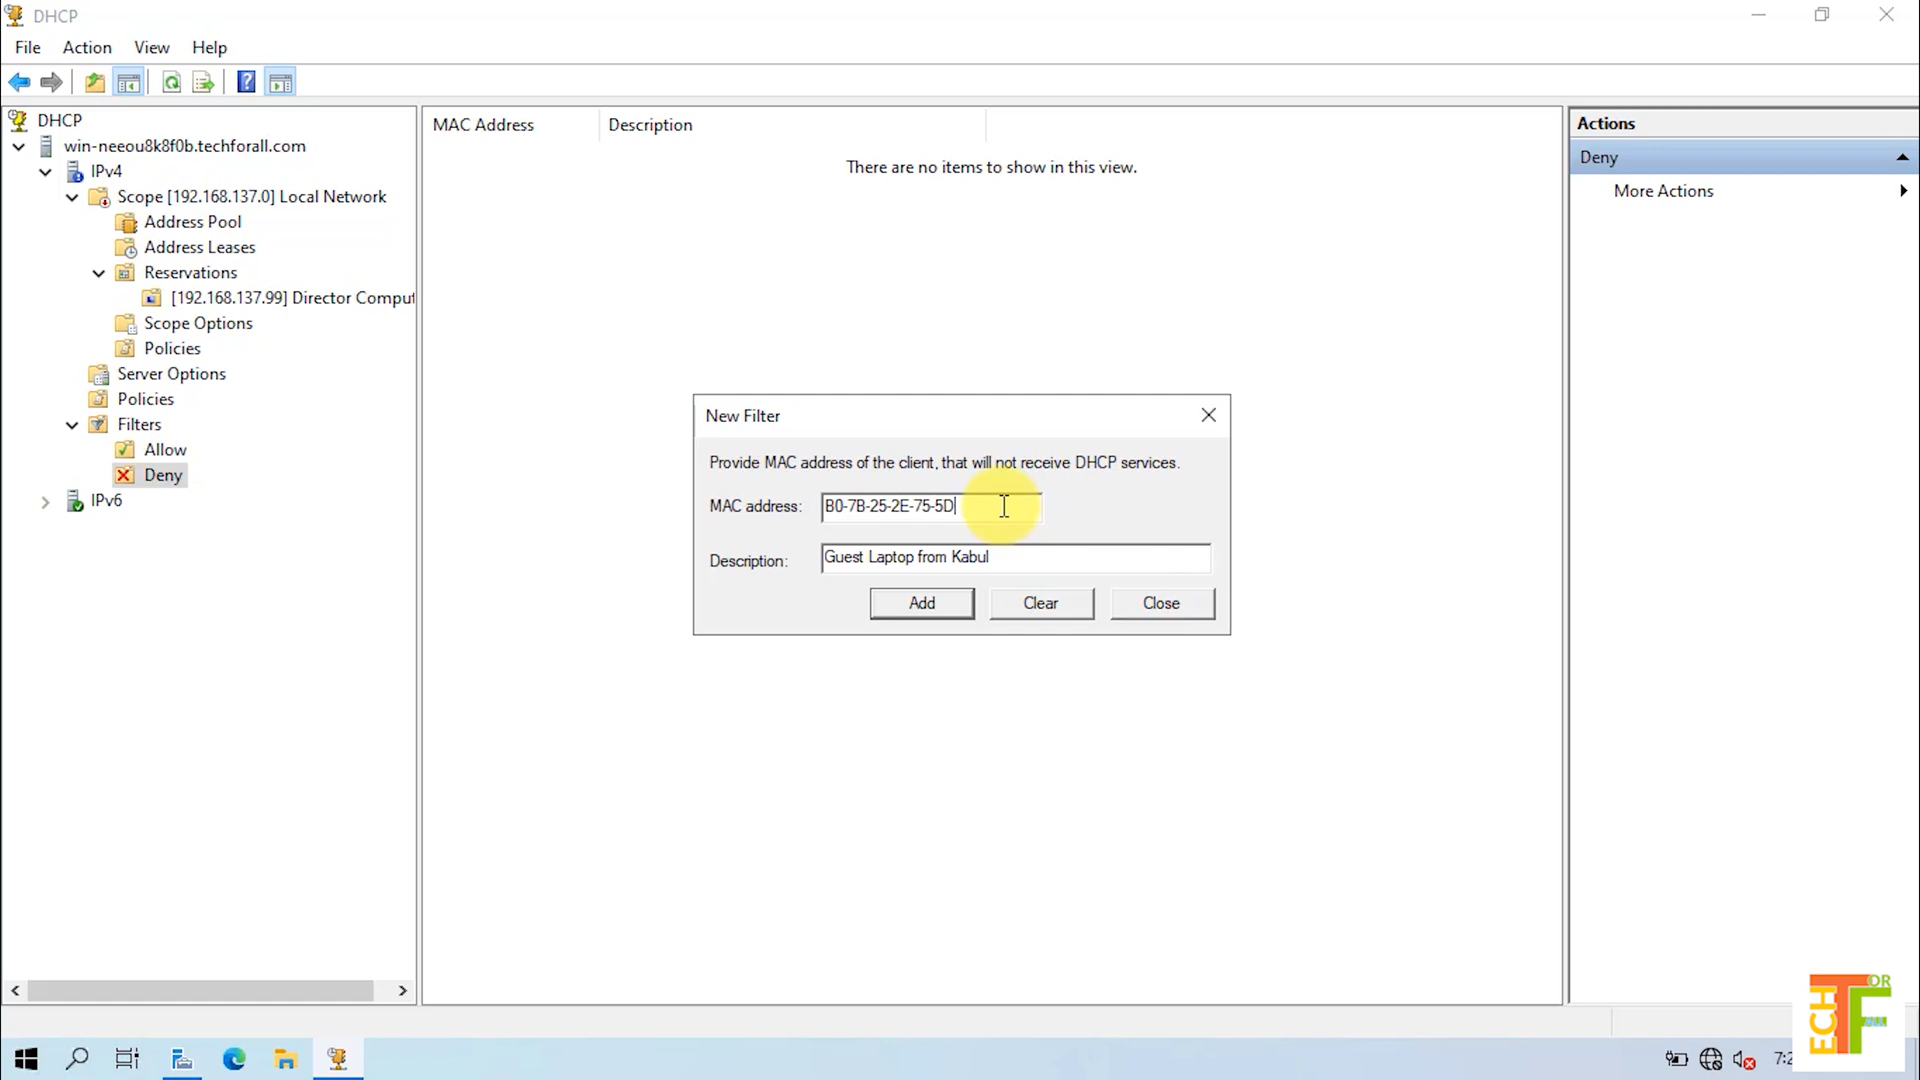 DHCP
File Action View Help
DHCP
win-neeou8k8f0b.techforall.com
IPv4
Scope [192.168.137.0] Local Network
Address Pool
Address Leases
Reservations
[192.168.137.99] Director Comput
Scope Options
Policies
Server Options
Policies
Filters
Allow
Deny
IPv6
MAC Address Description
There are no items to show in this view.
New Filter
Provide MAC address of the client, that will not receive DHCP services.
MAC address: B0-7B-25-2E-75-5D
Description: Guest Laptop from Kabul
Add Clear Close
Actions
Deny
More Actions
TECH
FOR
ALL